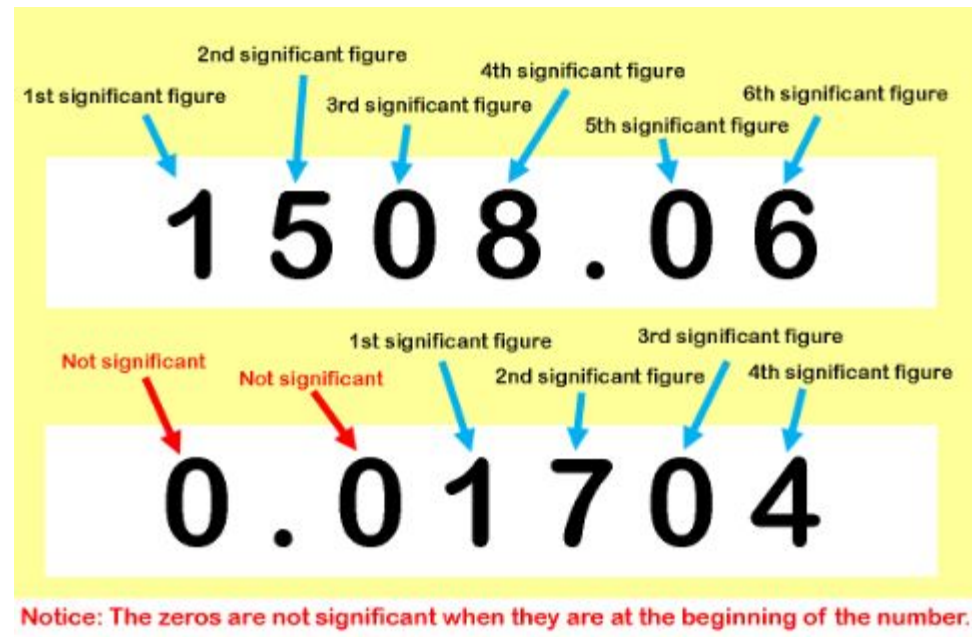 2nd significant figure
4th significant figure
1st significant figure
3rd significant figure
6th significant figure
5th significant figure
1508.06
1st significant figure
3rd significant figure
Not significant
Not significant
2nd significant figure
4th significant figure
0.01704
Notice: The zeros are not significant when they are at the beginning of the number.